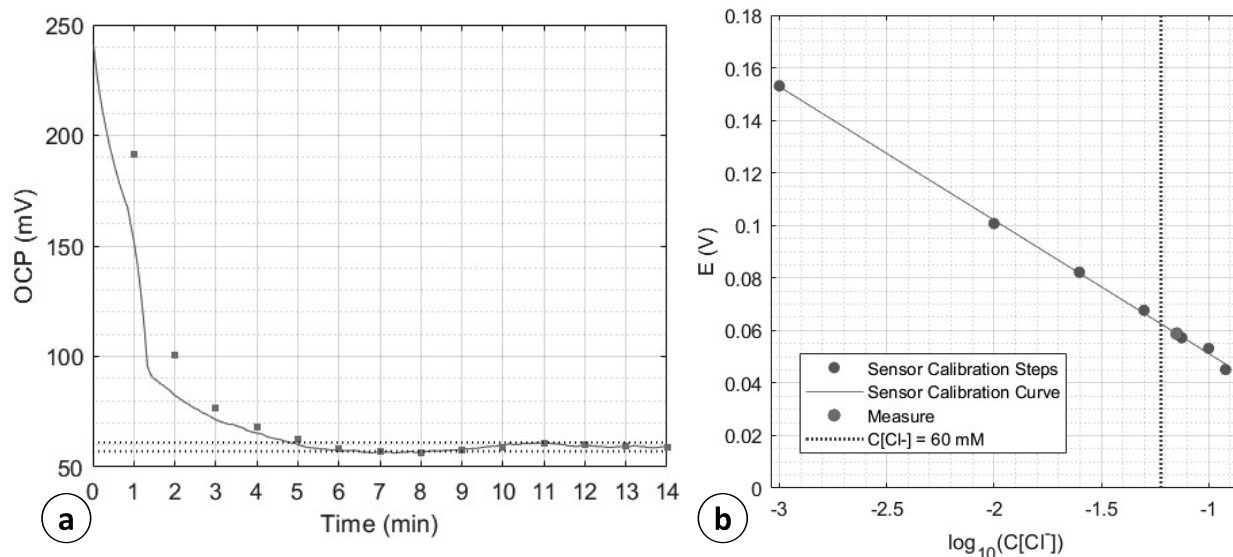 250
200
150
100
50
OCP (mV)
0 1 2 3 4 5 6 7 8 9 10 11 12 13 14
Time (min)
a
0.18
0.16
0.14
0.12
0.1
0.08
0.06
0.04
0.02
0
E (V)
Sensor Calibration Steps
Sensor Calibration Curve
Measure
C[Cl-] = 60 mM
-3 -2.5 -2 -1.5 -1
log10(C[Cl-])
b